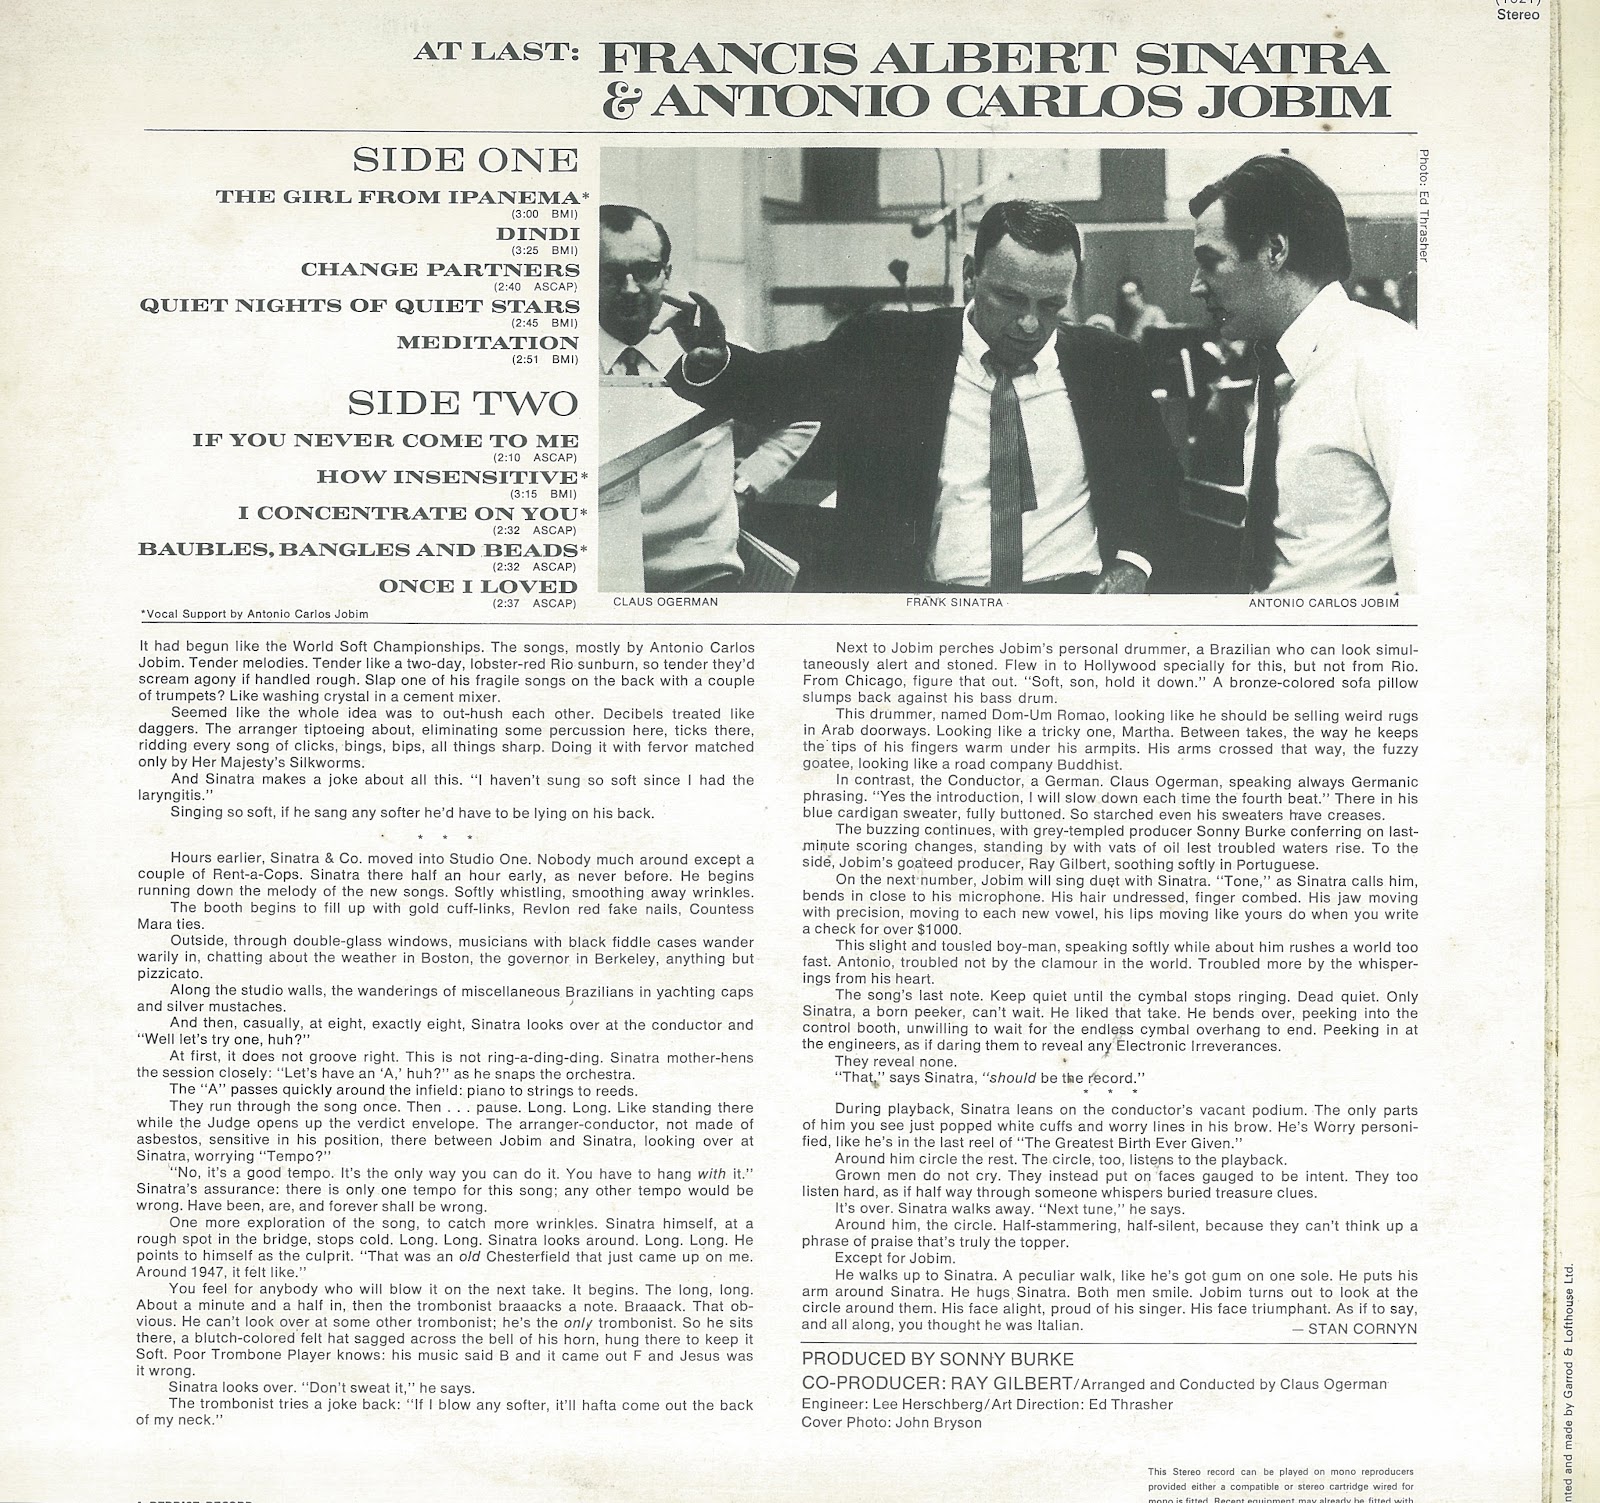 Stereo
AT LAST: FRANCIS ALBERT SINATRA
& ANTONIO CARLOS JOBIM
SIDE ONE
THE GIRL FROM IPANEMA*
(3:00 BMI)
DINDI
(3:25 BMI)
CHANGE PARTNERS
(2:40 ASCAP)
QUIET NIGHTS OF QUIET STARS
(2:45 BMI)
MEDITATION
(2:51 BMI)
SIDE TWO
IF YOU NEVER COME TO ME
(2:10 ASCAP)
HOW INSENSITIVE*
(3:15 BMI)
I CONCENTRATE ON YOU*
(2:32 ASCAP)
BAUBLES, BANGLES AND BEADS*
(2:32 ASCAP)
ONCE I LOVED
(2:37 ASCAP)
*Vocal Support by Antonio Carlos Jobim
Photo: Ed Thrasher
CLAUS OGERMAN FRANK SINATRA ANTONIO CARLOS JOBIM
It had begun like the World Soft Championships. The songs, mostly by Antonio Carlos
Jobim. Tender melodies. Tender like a two-day, lobster-red Rio sunburn, so tender they'd
scream agony if handled rough. Slap one of his fragile songs on the back with a couple
of trumpets? Like washing crystal in a cement mixer.
Seemed like the whole idea was to out-hush each other. Decibels treated like
daggers. The arranger tiptoeing about, eliminating some percussion here, ticks there,
ridding every song of clicks, bings, bips, all things sharp. Doing it with fervor matched
only by Her Majesty's Silkworms.
And Sinatra makes a joke about all this. "I haven't sung so soft since I had the
laryngitis."
Singing so soft, if he sang any softer he'd have to be lying on his back.
* * *
Hours earlier, Sinatra & Co. moved into Studio One. Nobody much around except a
couple of Rent-a-Cops. Sinatra there half an hour early, as never before. He begins
running down the melody of the new songs. Softly whistling, smoothing away wrinkles.
The booth begins to fill up with gold cuff-links, Revlon red fake nails, Countess
Mara ties.
Outside, through double-glass windows, musicians with black fiddle cases wander
warily in, chatting about the weather in Boston, the governor in Berkeley, anything but
pizzicato.
Along the studio walls, the wanderings of miscellaneous Brazilians in yachting caps
and silver mustaches.
And then, casually, at eight, exactly eight, Sinatra looks over at the conductor and
"Well let's try one, huh?"
At first, it does not groove right. This is not ring-a-ding-ding. Sinatra mother-hens
the session closely: "Let's have an 'A,' huh?" as he snaps the orchestra.
The "A" passes quickly around the infield: piano to strings to reeds.
They run through the song once. Then . . . pause. Long. Long. Like standing there
while the Judge opens up the verdict envelope. The arranger-conductor, not made of
asbestos, sensitive in his position, there between Jobim and Sinatra, looking over at
Sinatra, worrying "Tempo?"
"No, it's a good tempo. It's the only way you can do it. You have to hang with it."
Sinatra's assurance: there is only one tempo for this song; any other tempo would be
wrong. Have been, are, and forever shall be wrong.
One more exploration of the song, to catch more wrinkles. Sinatra himself, at a
rough spot in the bridge, stops cold. Long. Long. Sinatra looks around. Long. Long. He
points to himself as the culprit. "That was an old Chesterfield that just came up on me.
Around 1947, it felt like."
You feel for anybody who will blow it on the next take. It begins. The long, long.
About a minute and a half in, then the trombonist braaacks a note. Braaack. That ob-
vious. He can't look over at some other trombonist; he's the only trombonist. So he sits
there, a blutch-colored felt hat sagged across the bell of his horn, hung there to keep it
Soft. Poor Trombone Player knows: his music said B and it came out F and Jesus was
it wrong.
Sinatra looks over. "Don't sweat it," he says.
The trombonist tries a joke back: "If I blow any softer, it'll hafta come out the back
of my neck."
Next to Jobim perches Jobim's personal drummer, a Brazilian who can look simul-
taneously alert and stoned. Flew in to Hollywood specially for this, but not from Rio.
From Chicago, figure that out. "Soft, son, hold it down." A bronze-colored sofa pillow
slumps back against his bass drum.
This drummer, named Dom-Um Romao, looking like he should be selling weird rugs
in Arab doorways. Looking like a tricky one, Martha. Between takes, the way he keeps
the tips of his fingers warm under his armpits. His arms crossed that way, the fuzzy
goatee, looking like a road company Buddhist.
In contrast, the Conductor, a German. Claus Ogerman, speaking always Germanic
phrasing. "Yes the introduction, I will slow down each time the fourth beat." There in his
blue cardigan sweater, fully buttoned. So starched even his sweaters have creases.
The buzzing continues, with grey-templed producer Sonny Burke conferring on last-
minute scoring changes, standing by with vats of oil lest troubled waters rise. To the
side, Jobim's goateed producer, Ray Gilbert, soothing softly in Portuguese.
On the next number, Jobim will sing duet with Sinatra. "Tone," as Sinatra calls him,
bends in close to his microphone. His hair undressed, finger combed. His jaw moving
with precision, moving to each new vowel, his lips moving like yours do when you write
a check for over $1000.
This slight and tousled boy-man, speaking softly while about him rushes a world too
fast. Antonio, troubled not by the clamour in the world. Troubled more by the whisper-
ings from his heart.
The song's last note. Keep quiet until the cymbal stops ringing. Dead quiet. Only
Sinatra, a born peeker, can't wait. He liked that take. He bends over, peeking into the
control booth, unwilling to wait for the endless cymbal overhang to end. Peeking in at
the engineers, as if daring them to reveal any Electronic Irreverances.
They reveal none.
"That," says Sinatra, "should be the record."
* * *
During playback, Sinatra leans on the conductor's vacant podium. The only parts
of him you see just popped white cuffs and worry lines in his brow. He's Worry personi-
fied, like he's in the last reel of "The Greatest Birth Ever Given."
Around him circle the rest. The circle, too, listens to the playback.
Grown men do not cry. They instead put on faces gauged to be intent. They too
listen hard, as if half way through someone whispers buried treasure clues.
It's over. Sinatra walks away. "Next tune," he says.
Around him, the circle. Half-stammering, half-silent, because they can't think up a
phrase of praise that's truly the topper.
Except for Jobim.
He walks up to Sinatra. A peculiar walk, like he's got gum on one sole. He puts his
arm around Sinatra. He hugs Sinatra. Both men smile. Jobim turns out to look at the
circle around them. His face alight, proud of his singer. His face triumphant. As if to say,
and all along, you thought he was Italian.
— STAN CORNYN
PRODUCED BY SONNY BURKE
CO-PRODUCER: RAY GILBERT/Arranged and Conducted by Claus Ogerman
Engineer: Lee Herschberg/Art Direction: Ed Thrasher
Cover Photo: John Bryson
This Stereo record can be played on mono reproducers
provided either a compatible or stereo cartridge wired for
mono is fitted. Recent equipment may already be fitted with
and made by Garrod & Lofthouse Ltd.